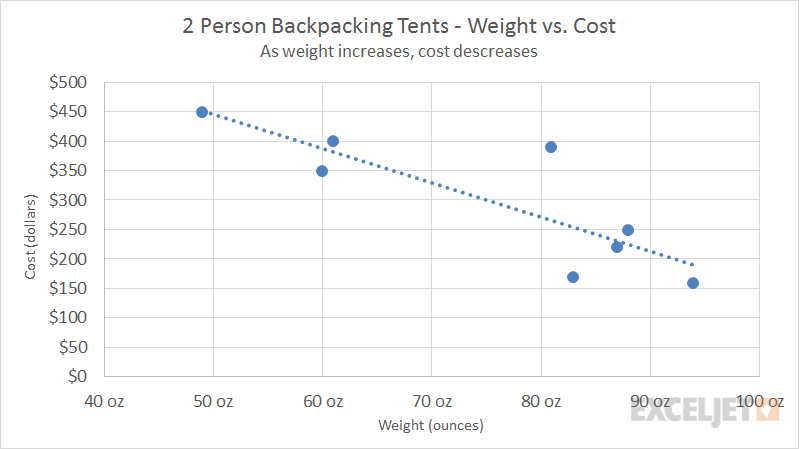 2 Person Backpacking Tents - Weight vs. Cost
As weight increases, cost descreases
$500
$450
$400
$350
$300
$250
$200
$150
$100
$50
$0
Cost (dollars)
40 oz 50 oz 60 oz 70 oz 80 oz 90 oz 100 oz
EXCELJET
Weight (ounces)